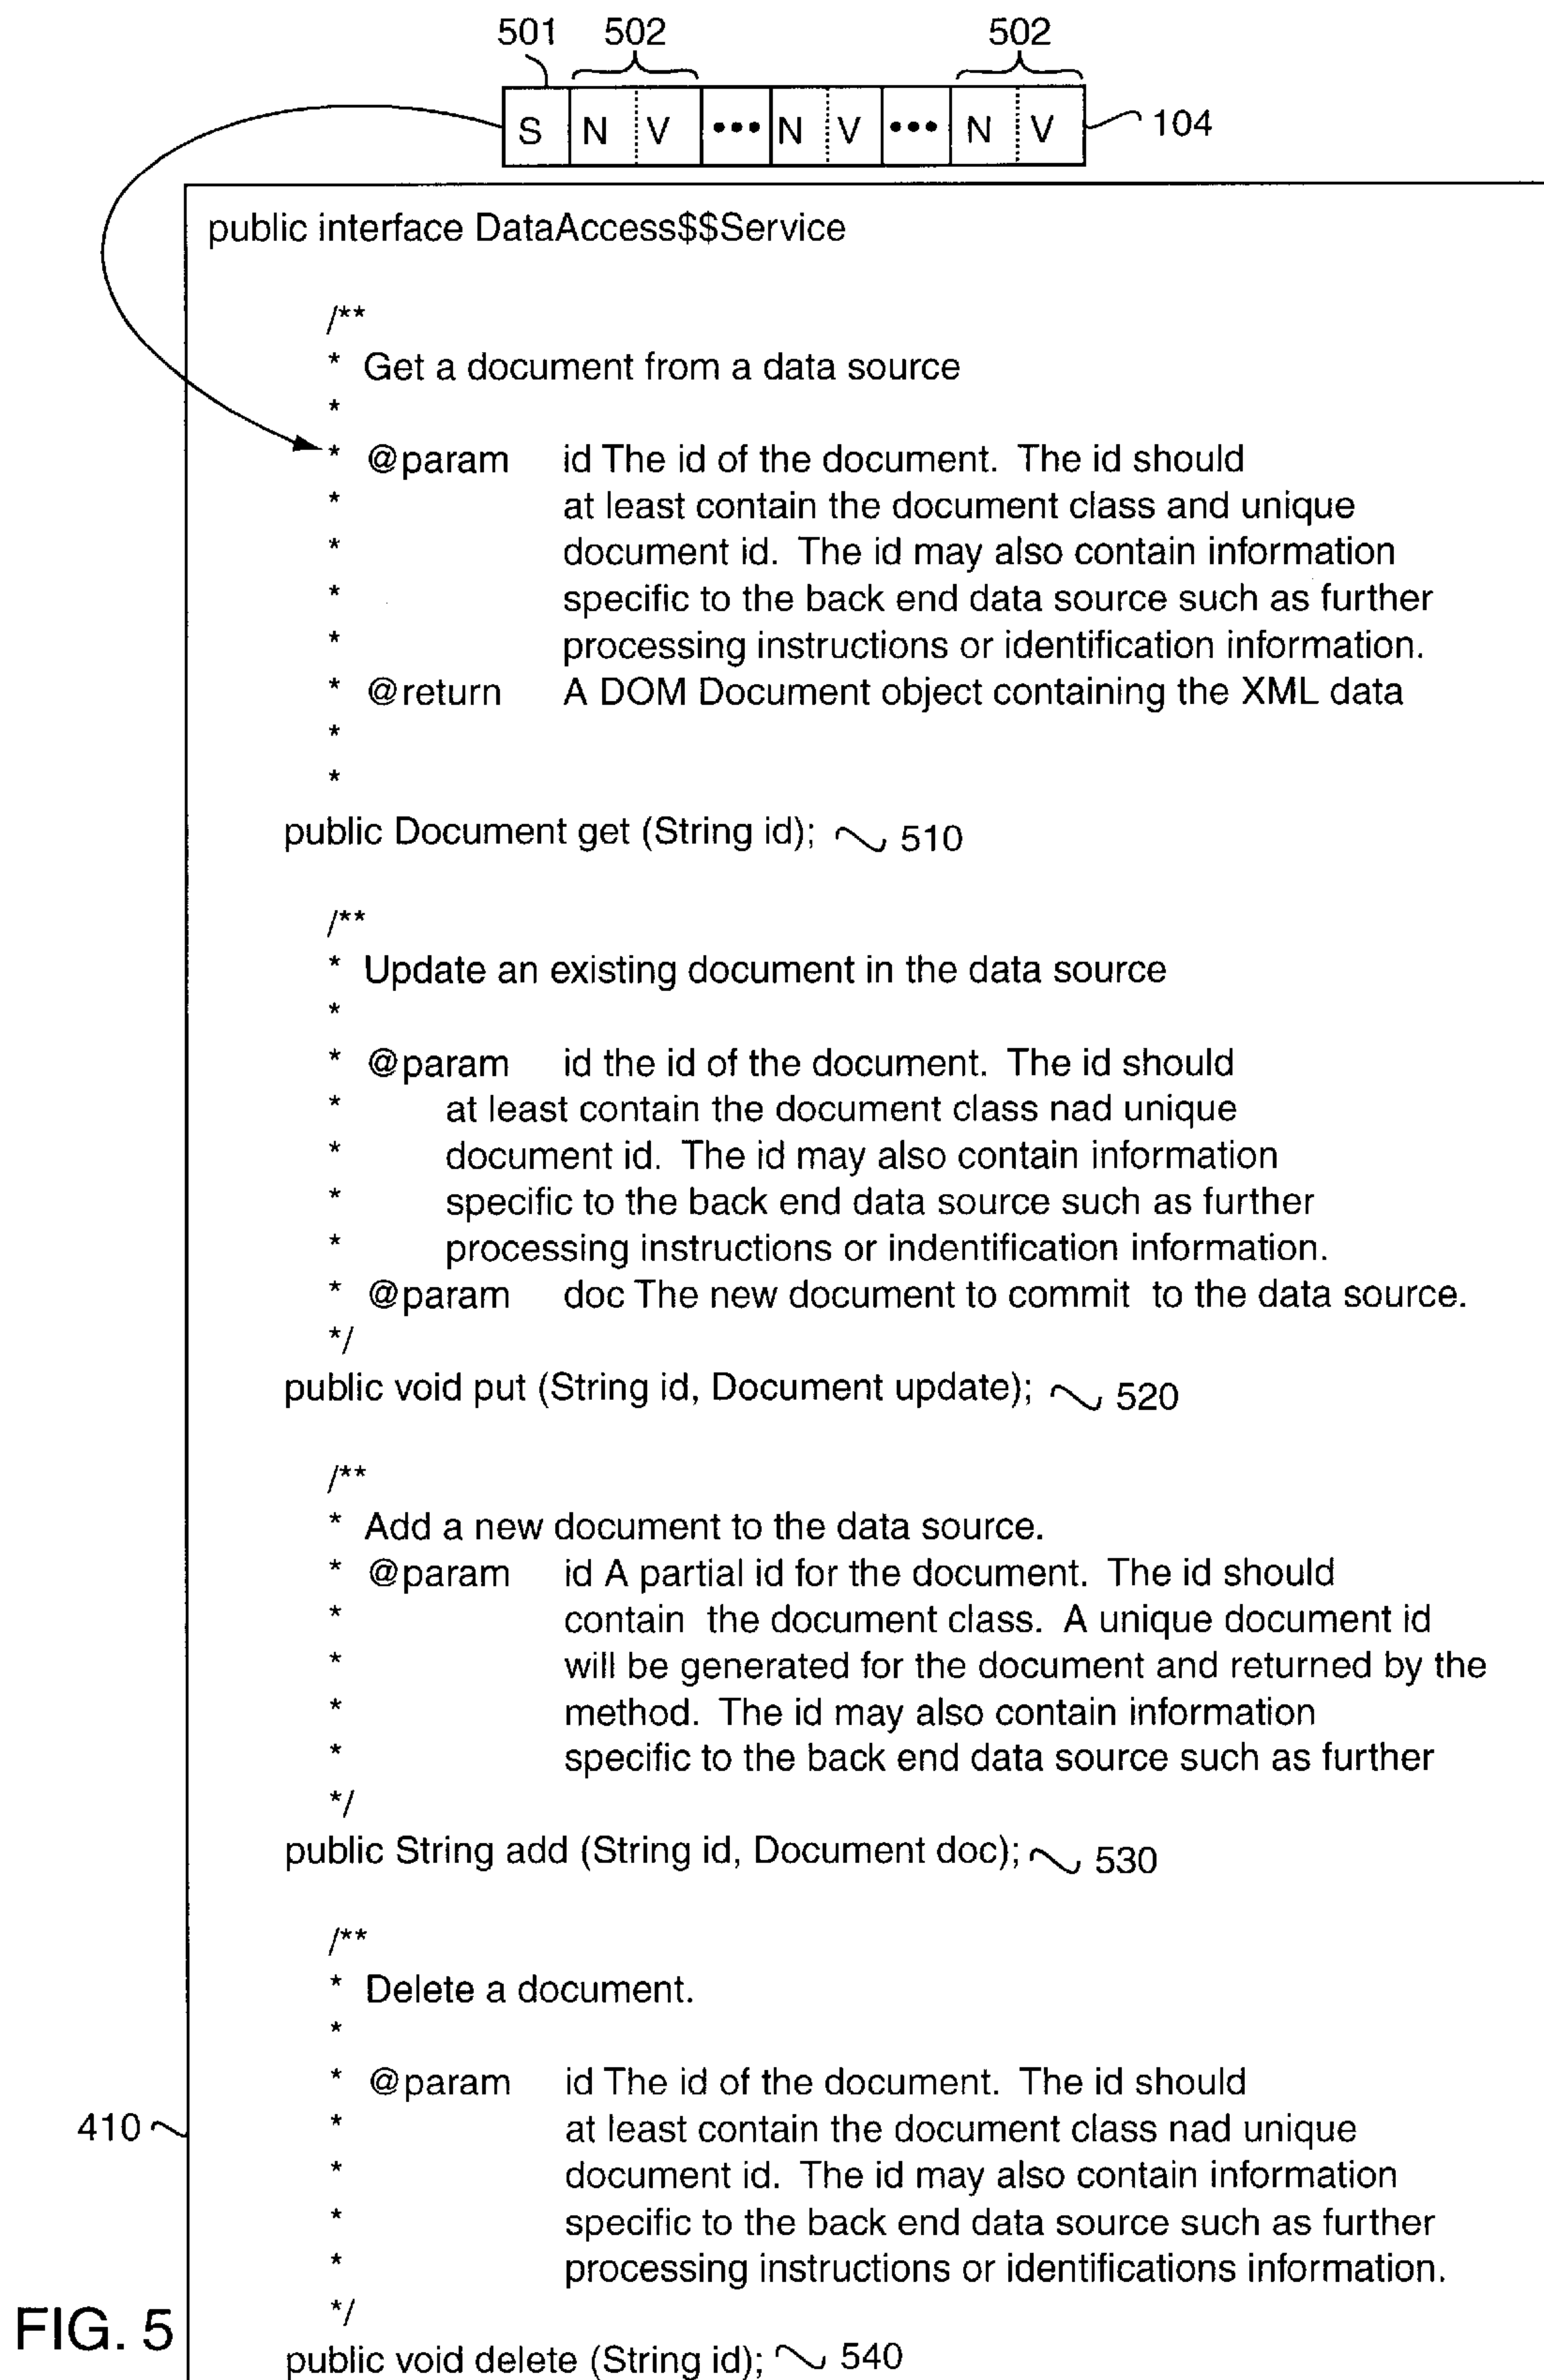 501 502 502
S N V ••• N V ••• N V 104
public interface DataAccess$$Service
/**
* Get a document from a data source
*
* @param id The id of the document. The id should
* at least contain the document class and unique
* document id. The id may also contain information
* specific to the back end data source such as further
* processing instructions or identification information.
* @return A DOM Document object containing the XML data
*
*
public Document get (String id); 510
/**
* Update an existing document in the data source
*
* @param id the id of the document. The id should
* at least contain the document class nad unique
* document id. The id may also contain information
* specific to the back end data source such as further
* processing instructions or indentification information.
* @param doc The new document to commit to the data source.
*/
public void put (String id, Document update); 520
/**
* Add a new document to the data source.
* @param id A partial id for the document. The id should
* contain the document class. A unique document id
* will be generated for the document and returned by the
* method. The id may also contain information
* specific to the back end data source such as further
*/
public String add (String id, Document doc); 530
/**
* Delete a document.
*
* @param id The id of the document. The id should
410 * at least contain the document class nad unique
* document id. The id may also contain information
* specific to the back end data source such as further
* processing instructions or identifications information.
*/
FIG. 5
public void delete (String id); 540